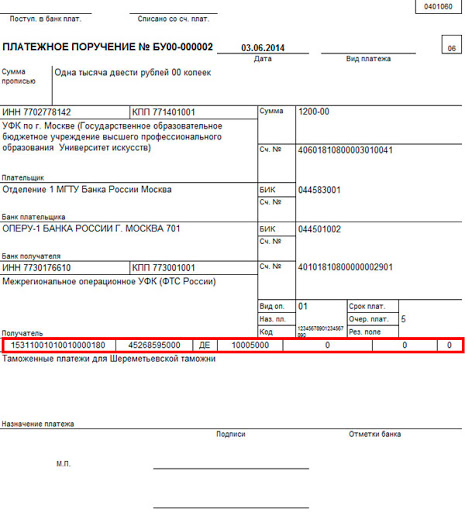 0401060
Поступ. в банк плат. Списано со сч. плат.
ПЛАТЕЖНОЕ ПОРУЧЕНИЕ № БУ00-000002 03.06.2014 06
Дата Вид платежа
Сумма прописью Одна тысяча двести рублей 00 копеек
ИНН 7702778142 КПП 771401001 Сумма 1200-00
УФК по г. Москве (Государственное образовательное
бюджетное учреждение высшего профессионального
образования Университет искусств) Сч. № 40601810800003010041
Плательщик
Отделение 1 МГТУ Банка России Москва БИК 044583001
Сч. №
Банк плательщика
ОПЕРУ-1 БАНКА РОССИИ Г. МОСКВА 701 БИК 044501002
Сч. №
Банк получателя
ИНН 7730176610 КПП 773001001 Сч. № 40101810800000002901
Межрегиональное операционное УФК (ФТС России)
Вид оп. 01 Срок плат.
Наз. пл. Очер. плат. 5
Получатель Код 12345678901234567890 Рез. поле
15311001010010000180 45268595000 ДЕ 10005000 0 0 0
Таможенные платежи для Шереметьевской таможни
Назначение платежа
Подписи Отметки банка
М.П.